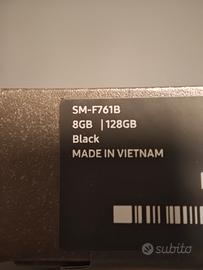 SM-F761B
8GB | 128GB
Black
MADE IN VIETNAM
subito